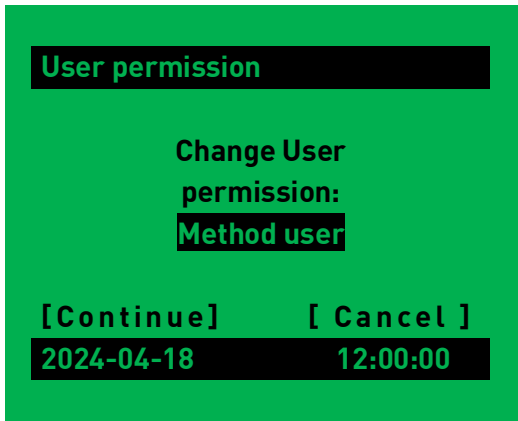 User permission
Change User
permission:
Method user
[Continue] [ Cancel ]
2024-04-18 12:00:00